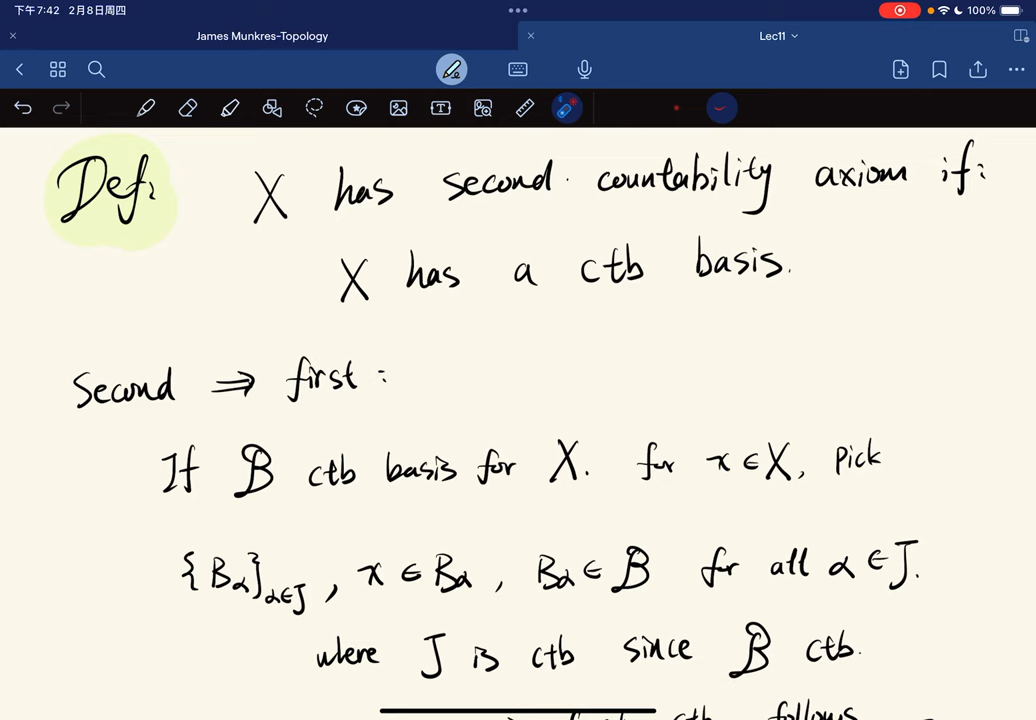 下午7:42 2月8日周四
100%
James Munkres-Topology
Lec11
Def: X has second countability axiom if:
X has a ctb basis.
Second ⇒ first:
If B ctb basis for X. for x ∈ X, pick
{Bα}α∈J, x ∈ Bα, Bα ∈ B for all α ∈ J.
where J is ctb since B ctb.
ctb follows